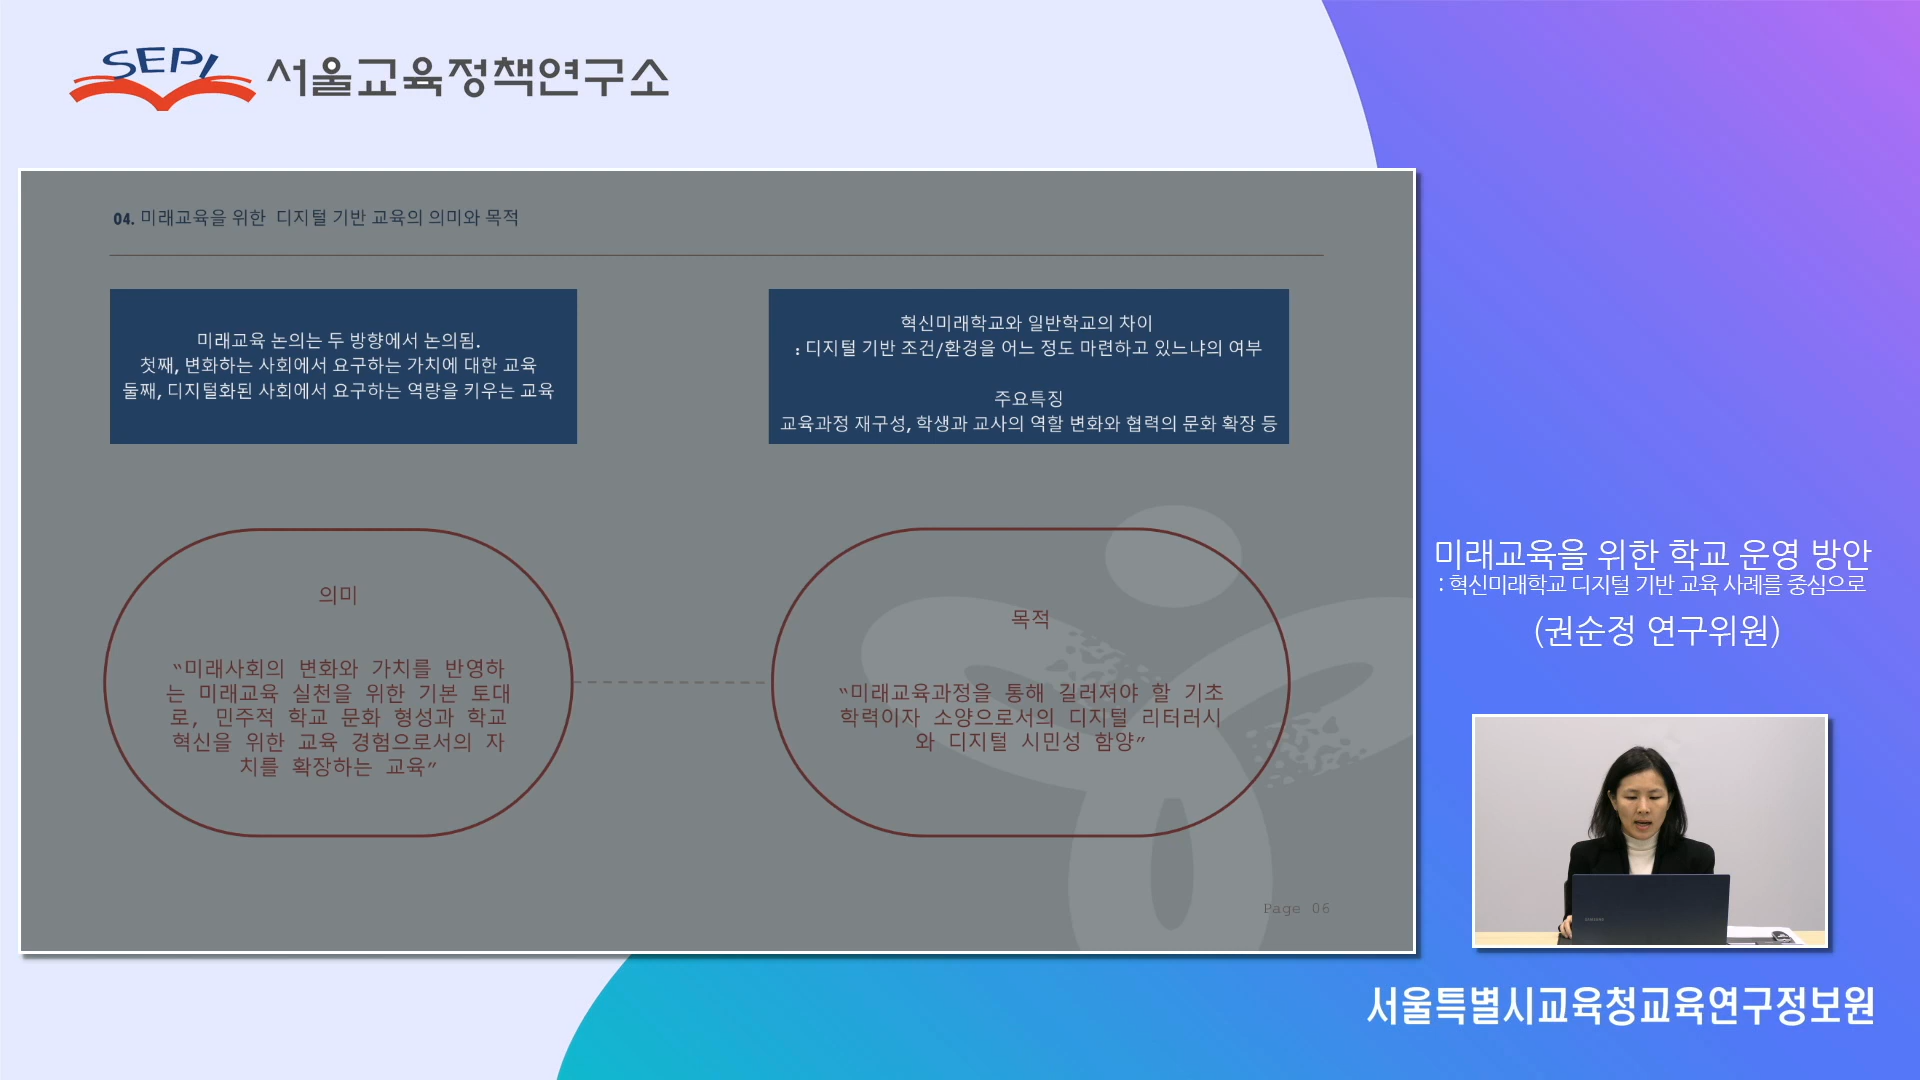 SEPI 서울교육정책연구소
04. 미래교육을 위한 디지털 기반 교육의 의미와 목적
미래교육 논의는 두 방향에서 논의됨.
첫째, 변화하는 사회에서 요구하는 가치에 대한 교육
둘째, 디지털화된 사회에서 요구하는 역량을 키우는 교육
혁신미래학교와 일반학교의 차이
: 디지털 기반 조건/환경을 어느 정도 마련하고 있느냐의 여부
주요특징
교육과정 재구성, 학생과 교사의 역할 변화와 협력의 문화 확장 등
의미
“미래사회의 변화와 가치를 반영하
는 미래교육 실천을 위한 기본 토대
로, 민주적 학교 문화 형성과 학교
혁신을 위한 교육 경험으로서의 자
치를 확장하는 교육”
목적
“미래교육과정을 통해 길러져야 할 기초
학력이자 소양으로서의 디지털 리터러시
와 디지털 시민성 함양”
Page 06
미래교육을 위한 학교 운영 방안
: 혁신미래학교 디지털 기반 교육 사례를 중심으로
(권순정 연구위원)
SAMSUNG
서울특별시교육청교육연구정보원